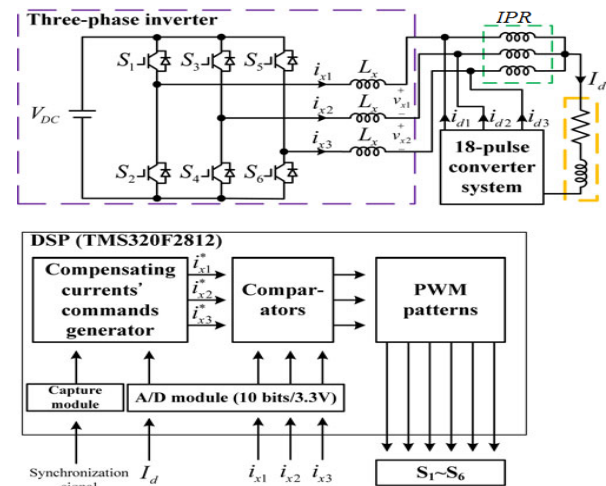 Three-phase inverter
IPR
S1 S3 S5
ix1 Lx
+ vx1 −
Id
VDC
ix2 Lx
+ vx2 −
id1 id2 id3
ix3 Lx
S2 S4 S6
18-pulse
converter
system
DSP (TMS320F2812)
Compensating
currents'
commands
generator
i*x1
i*x2
i*x3
Compar-
ators
PWM
patterns
Capture
module
A/D module (10 bits/3.3V)
Synchronization
signal
Id
ix1 ix2 ix3
S1~S6